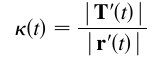 κ(t) = |T′(t)| / |r′(t)|